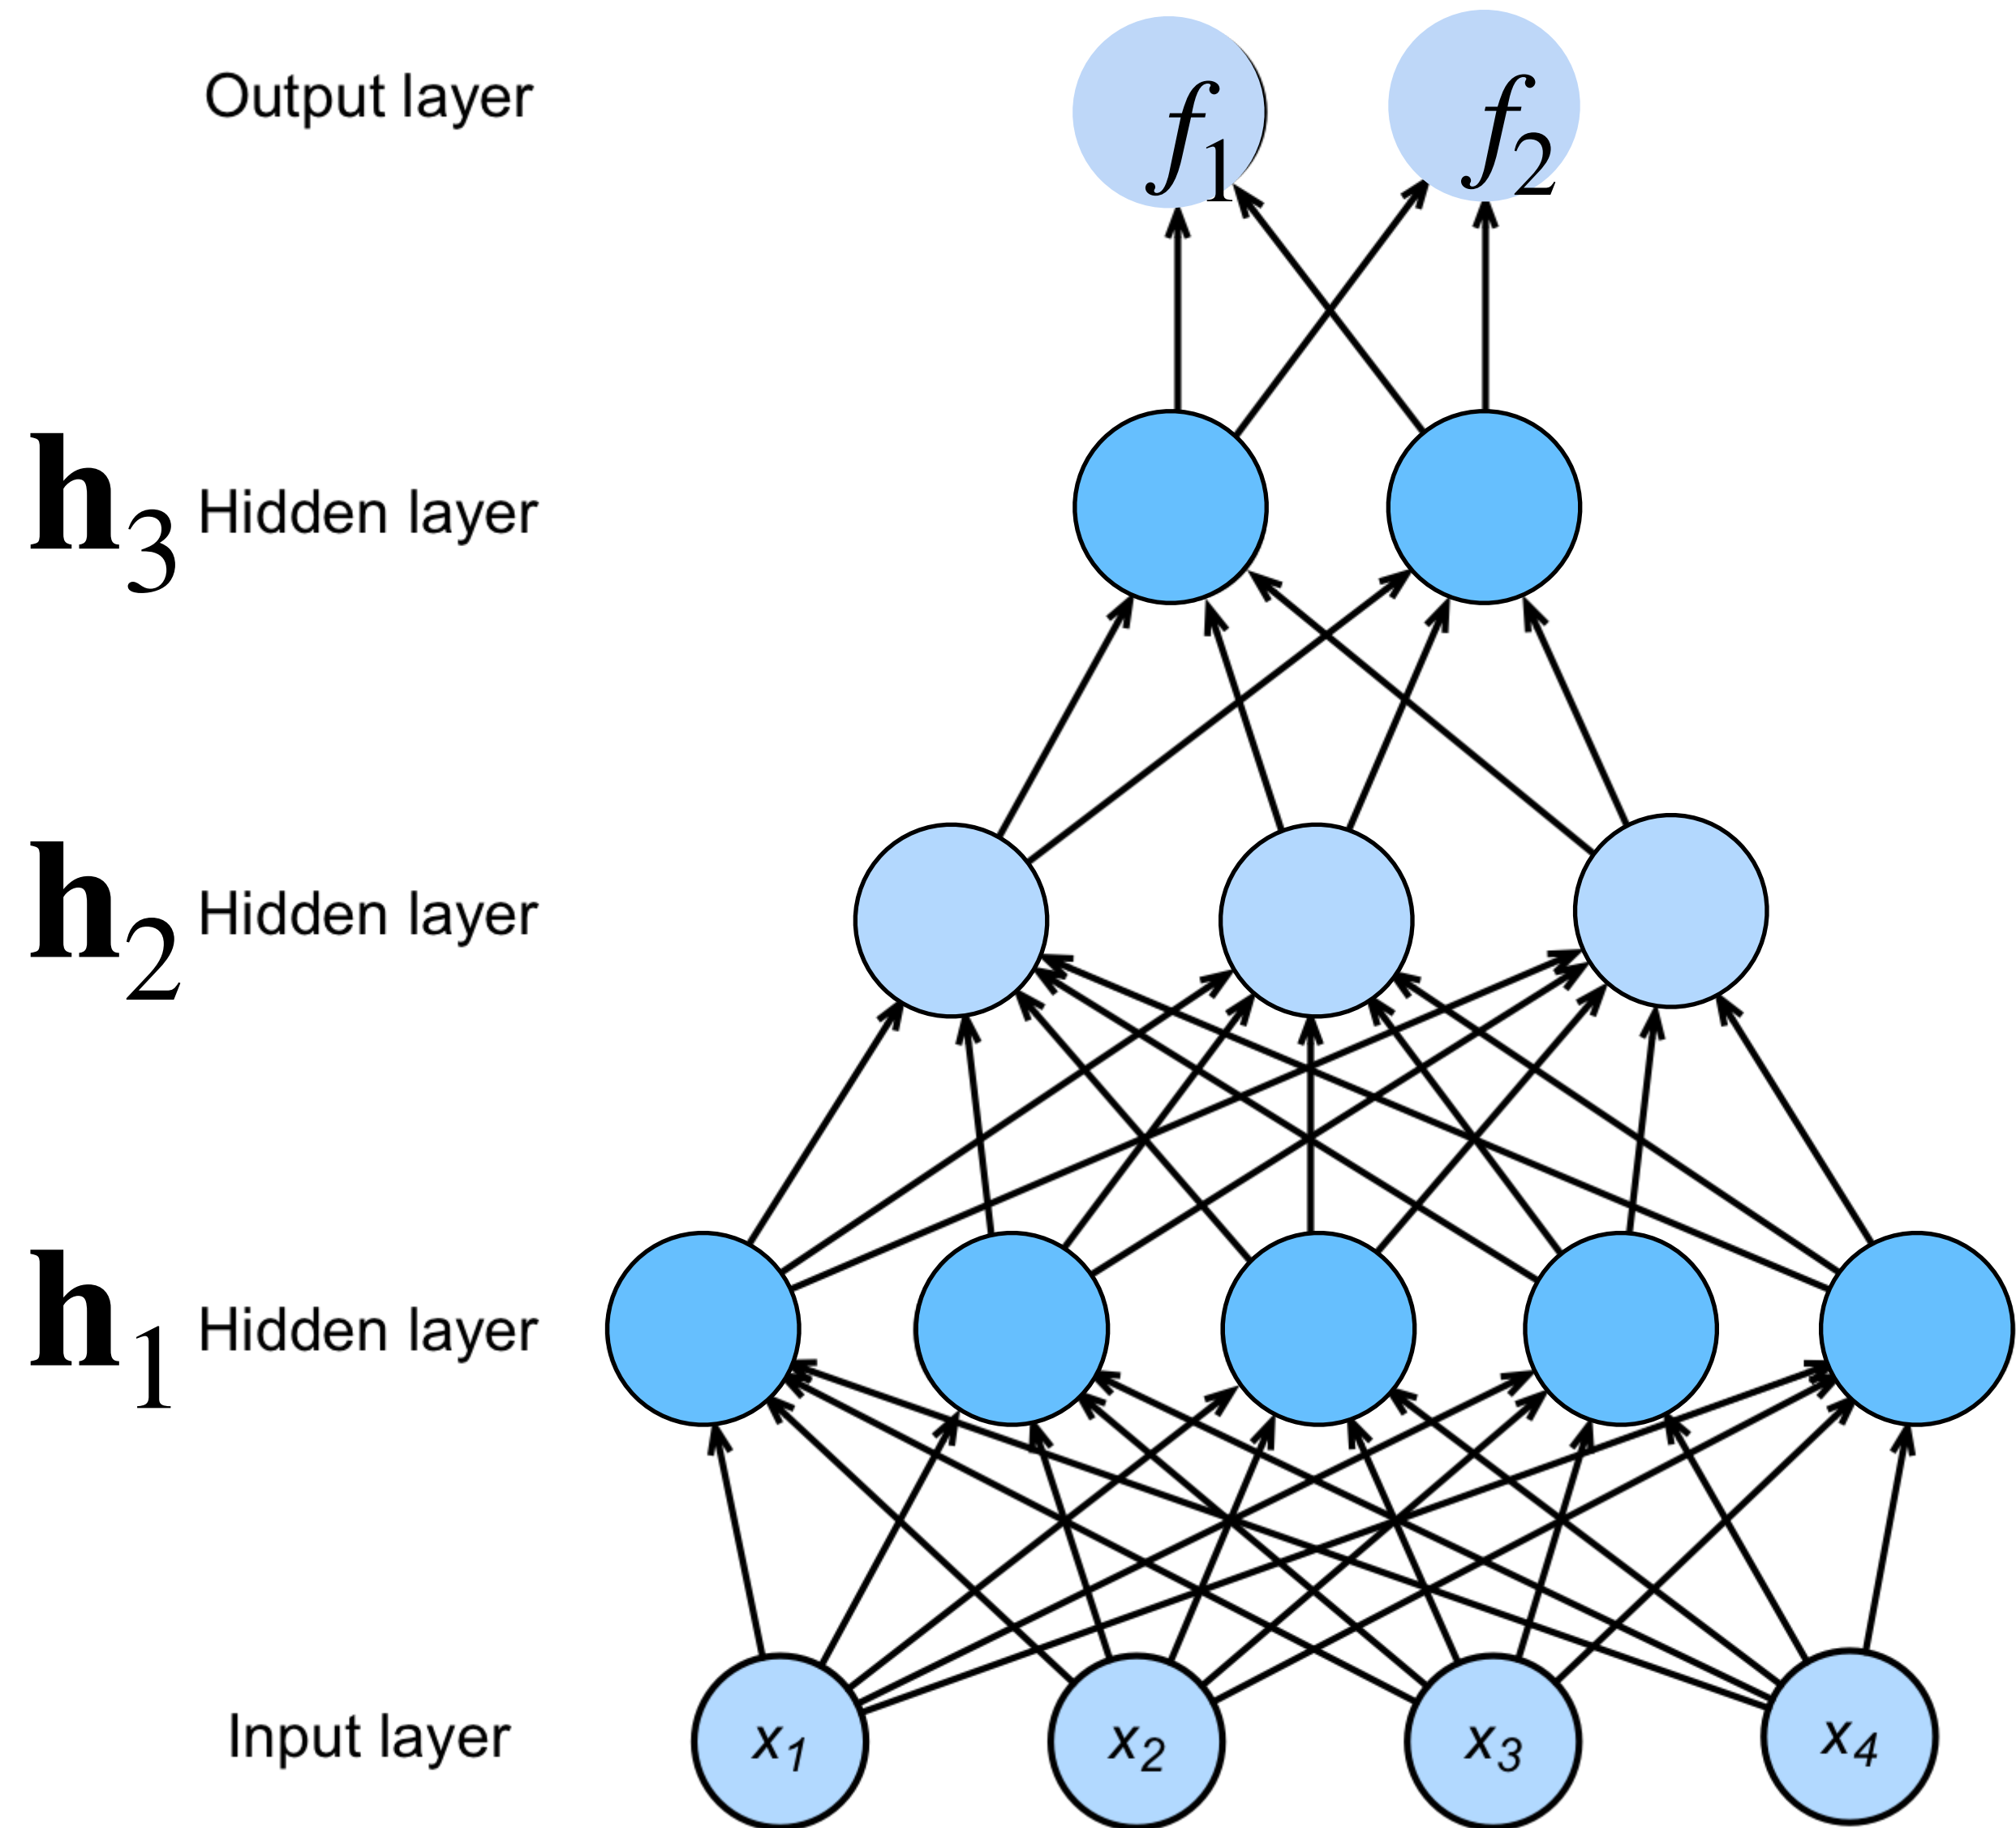 Output layer f₁ f₂
h₃ Hidden layer
h₂ Hidden layer
h₁ Hidden layer
Input layer x₁ x₂ x₃ x₄